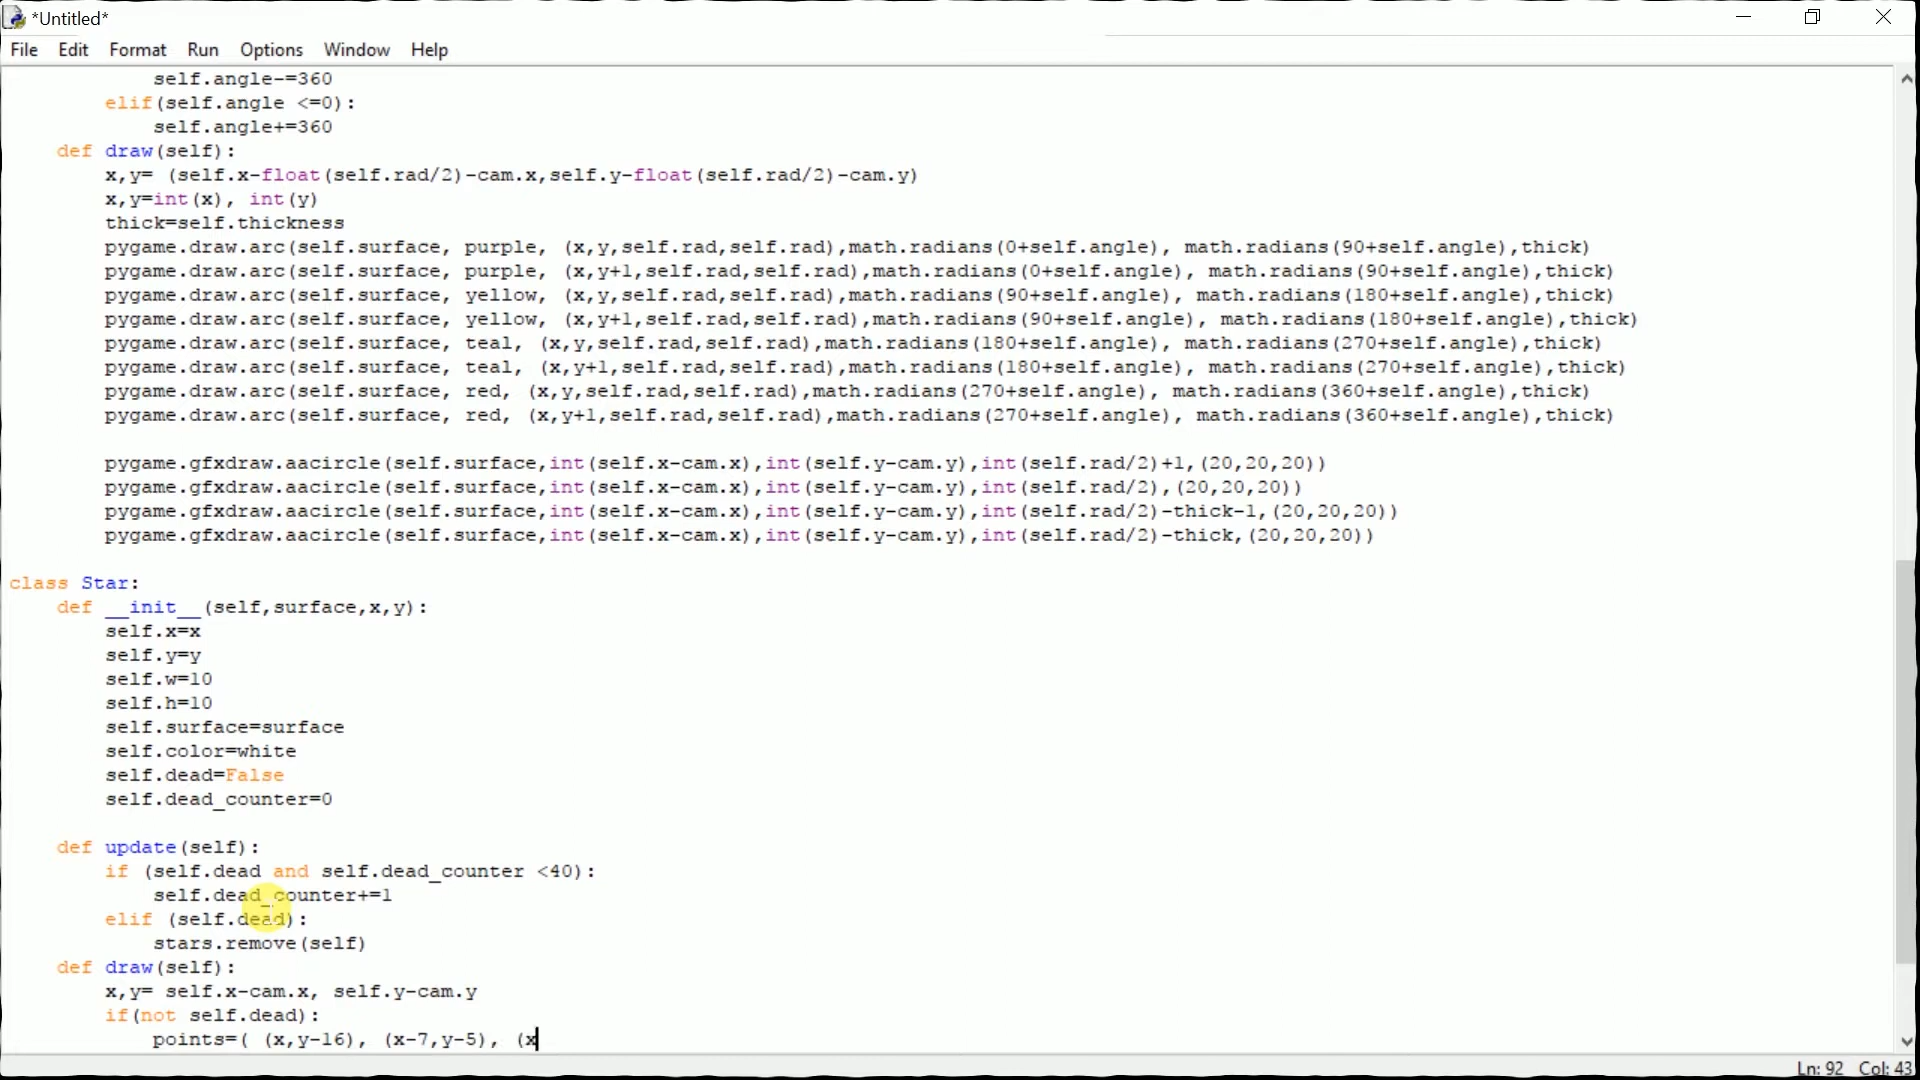 *Untitled*
File Edit Format Run Options Window Help
self.angle-=360
elif(self.angle <=0):
self.angle+=360
def draw(self):
x,y= (self.x-float(self.rad/2)-cam.x,self.y-float(self.rad/2)-cam.y)
x,y=int(x), int(y)
thick=self.thickness
pygame.draw.arc(self.surface, purple, (x,y,self.rad,self.rad),math.radians(0+self.angle), math.radians(90+self.angle),thick)
pygame.draw.arc(self.surface, purple, (x,y+1,self.rad,self.rad),math.radians(0+self.angle), math.radians(90+self.angle),thick)
pygame.draw.arc(self.surface, yellow, (x,y,self.rad,self.rad),math.radians(90+self.angle), math.radians(180+self.angle),thick)
pygame.draw.arc(self.surface, yellow, (x,y+1,self.rad,self.rad),math.radians(90+self.angle), math.radians(180+self.angle),thick)
pygame.draw.arc(self.surface, teal, (x,y,self.rad,self.rad),math.radians(180+self.angle), math.radians(270+self.angle),thick)
pygame.draw.arc(self.surface, teal, (x,y+1,self.rad,self.rad),math.radians(180+self.angle), math.radians(270+self.angle),thick)
pygame.draw.arc(self.surface, red, (x,y,self.rad,self.rad),math.radians(270+self.angle), math.radians(360+self.angle),thick)
pygame.draw.arc(self.surface, red, (x,y+1,self.rad,self.rad),math.radians(270+self.angle), math.radians(360+self.angle),thick)
pygame.gfxdraw.aacircle(self.surface,int(self.x-cam.x),int(self.y-cam.y),int(self.rad/2)+1,(20,20,20))
pygame.gfxdraw.aacircle(self.surface,int(self.x-cam.x),int(self.y-cam.y),int(self.rad/2),(20,20,20))
pygame.gfxdraw.aacircle(self.surface,int(self.x-cam.x),int(self.y-cam.y),int(self.rad/2)-thick-1,(20,20,20))
pygame.gfxdraw.aacircle(self.surface,int(self.x-cam.x),int(self.y-cam.y),int(self.rad/2)-thick,(20,20,20))
class Star:
def __init__(self,surface,x,y):
self.x=x
self.y=y
self.w=10
self.h=10
self.surface=surface
self.color=white
self.dead=False
self.dead_counter=0
def update(self):
if (self.dead and self.dead_counter <40):
self.dead_counter+=1
elif (self.dead):
stars.remove(self)
def draw(self):
x,y= self.x-cam.x, self.y-cam.y
if(not self.dead):
points=( (x,y-16), (x-7,y-5), (x
Ln: 92 Col: 43